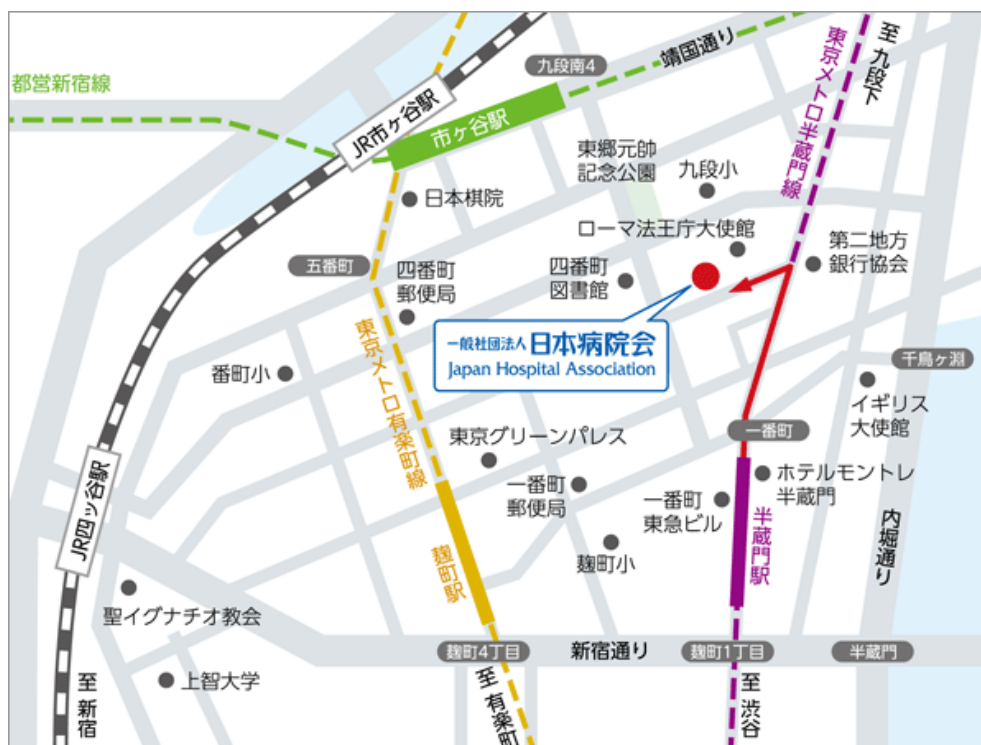 都営新宿線
JR市ヶ谷駅
市ヶ谷駅
九段南4
靖国通り
東京メトロ半蔵門線
至 九段下
東郷元帥
記念公園
九段小
日本棋院
ローマ法王庁大使館
第二地方
銀行協会
五番町
四番町
郵便局
四番町
図書館
一般社団法人 日本病院会
Japan Hospital Association
千鳥ヶ淵
番町小
東京メトロ有楽町線
イギリス
大使館
一番町
東京グリーンパレス
JR四ッ谷駅
一番町
郵便局
一番町
東急ビル
ホテルモントレ
半蔵門
半蔵門駅
内堀通り
麹町駅
麹町小
聖イグナチオ教会
麹町4丁目
新宿通り
麹町1丁目
半蔵門
上智大学
至 新宿
至 有楽町
至 渋谷